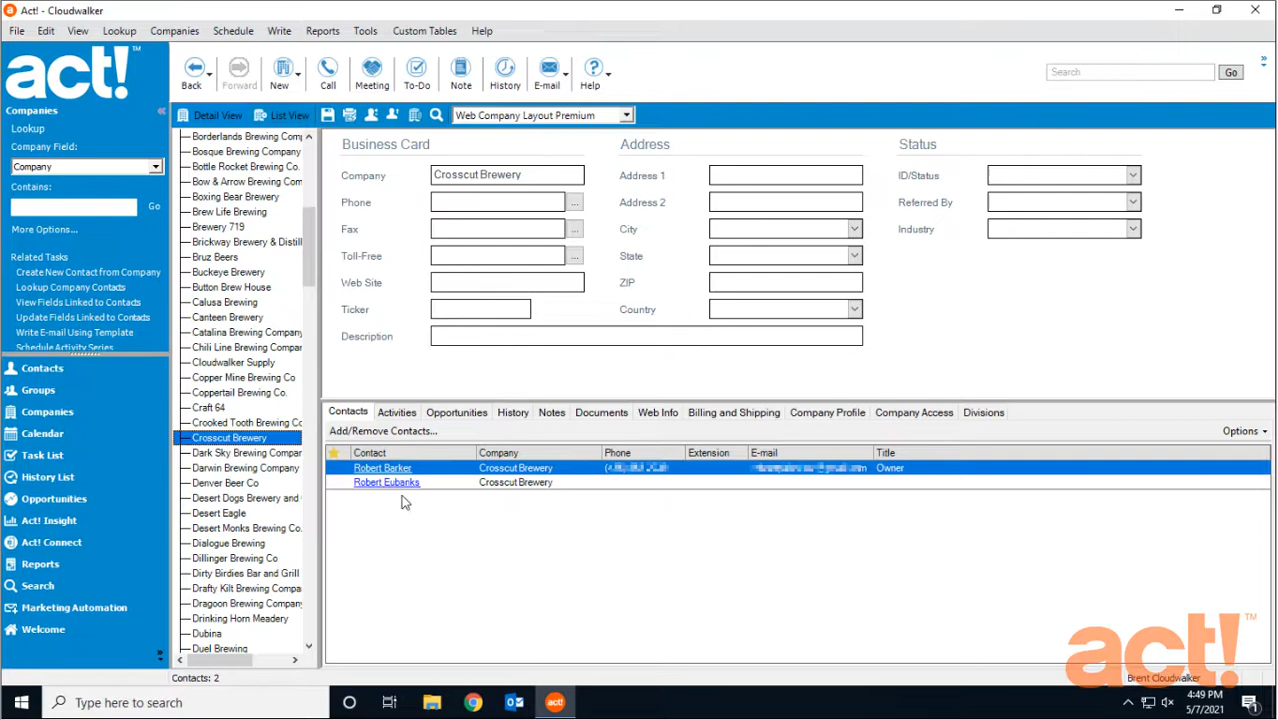 Act! - Cloudwalker
File Edit View Lookup Companies Schedule Write Reports Tools Custom Tables Help
act!
Back Forward New Call Meeting To-Do Note History E-mail Help
Search Go
Companies
Detail View List View Web Company Layout Premium
Lookup
Company Field:
Company
Contains:
Go
More Options...
Related Tasks
Create New Contact from Company
Lookup Company Contacts
View Fields Linked to Contacts
Update Fields Linked to Contacts
Write E-mail Using Template
Schedule Activity Series
Contacts
Groups
Companies
Calendar
Task List
History List
Opportunities
Act! Insight
Act! Connect
Reports
Search
Marketing Automation
Welcome
Borderlands Brewing Comp
Bosque Brewing Company
Bottle Rocket Brewing Co.
Bow & Arrow Brewing Com
Boxing Bear Brewery
Brew Life Brewing
Brewery 719
Brickway Brewery & Distill
Bruz Beers
Buckeye Brewery
Button Brew House
Calusa Brewing
Canteen Brewery
Catalina Brewing Company
Chili Line Brewing Compar
Cloudwalker Supply
Copper Mine Brewing Co
Coppertail Brewing Co.
Craft 64
Crooked Tooth Brewing Co
Crosscut Brewery
Dark Sky Brewing Compar
Darwin Brewing Company
Denver Beer Co
Desert Dogs Brewery and
Desert Eagle
Desert Monks Brewing Co.
Dialogue Brewing
Dillinger Brewing Co
Dirty Birdies Bar and Grill
Drafty Kilt Brewing Compa
Dragoon Brewing Company
Drinking Horn Meadery
Dubina
Duel Brewing
Business Card
Company Crosscut Brewery
Phone ...
Fax ...
Toll-Free ...
Web Site
Ticker
Description
Address
Address 1
Address 2
City
State
ZIP
Country
Status
ID/Status
Referred By
Industry
Contacts Activities Opportunities History Notes Documents Web Info Billing and Shipping Company Profile Company Access Divisions
Add/Remove Contacts... Options
Contact Company Phone Extension E-mail Title
Robert Barker Crosscut Brewery Owner
Robert Eubanks Crosscut Brewery
act!
Contacts: 2
Brent Cloudwalker
Type here to search
act!
4:49 PM
5/7/2021
1